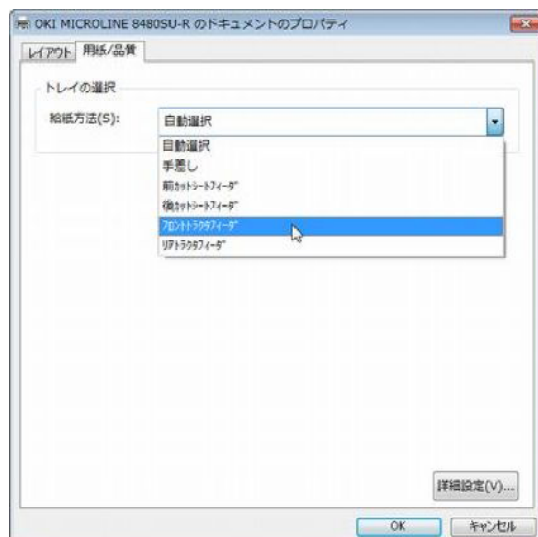 OKI MICROLINE 8480SU-R のドキュメントのプロパティ
レイアウト 用紙/品質
トレイの選択
給紙方法(S): 自動選択
自動選択
手差し
前ｶｯﾄｼｰﾄﾌｨｰﾀﾞ
後ｶｯﾄｼｰﾄﾌｨｰﾀﾞ
ﾌﾛﾝﾄﾄﾗｸﾀﾌｨｰﾀﾞ
ﾘｱﾄﾗｸﾀﾌｨｰﾀﾞ
詳細設定(V)...
OK キャンセル